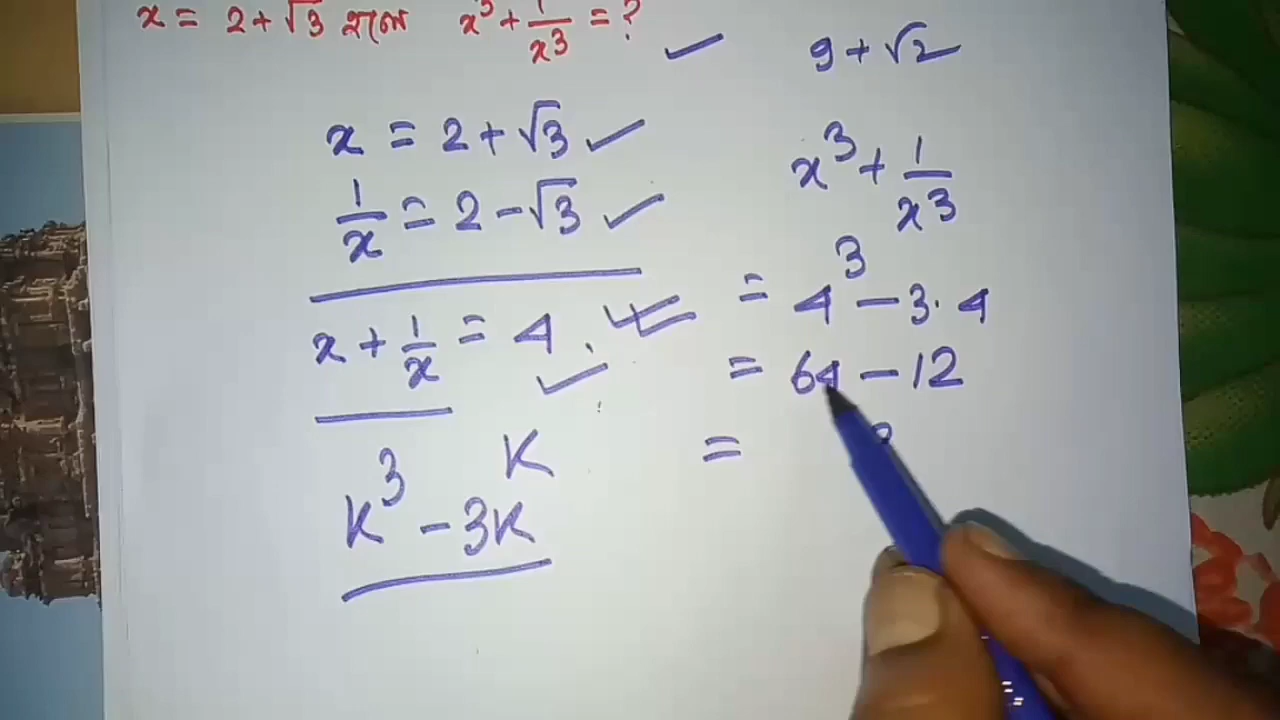 x = 2 + √3 হলে x³ + 1/x³ = ?
9 + √2
x = 2 + √3
1/x = 2 - √3
x + 1/x = 4.
K
K³ - 3K
x³ + 1/x³
= 4³ - 3·4
= 64 - 12
=